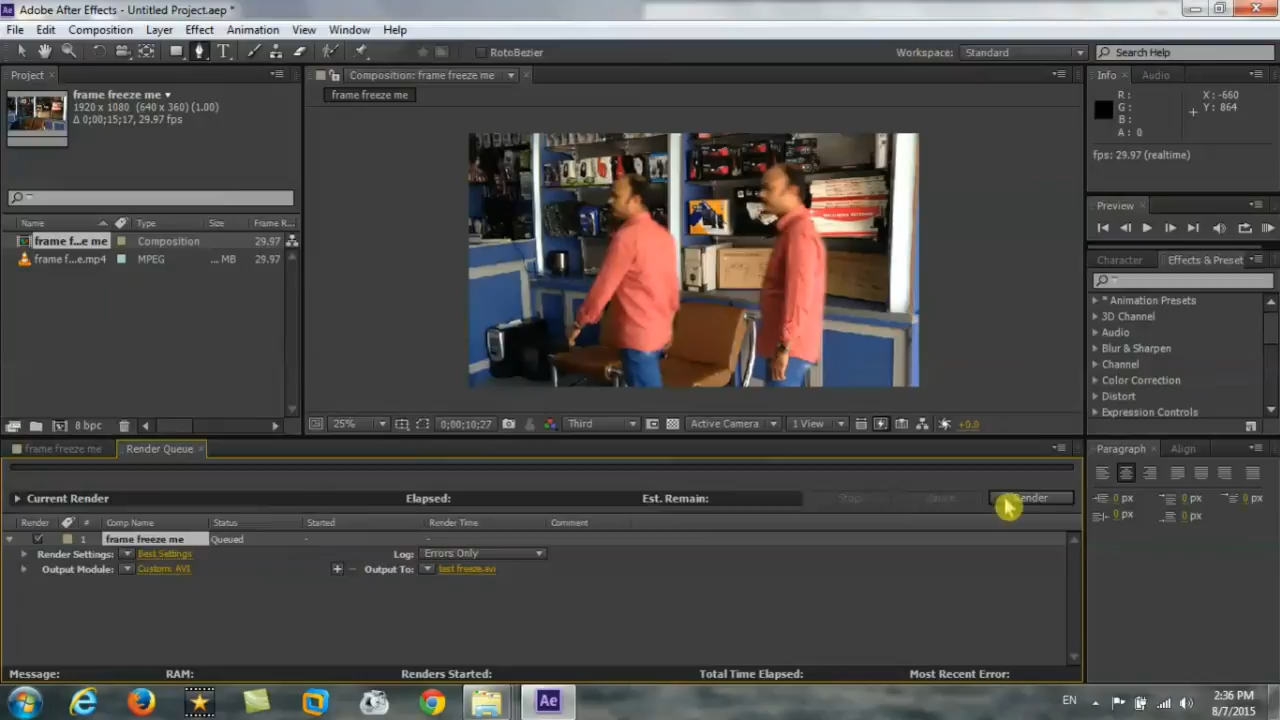 Adobe After Effects - Untitled Project.aep *
File Edit Composition Layer Effect Animation View Window Help
RotoBezier Workspace: Standard Search Help
Project
frame freeze me
1920 x 1080 (640 x 360) (1.00)
Δ 0;00;15;17, 29.97 fps
Name Type Size Frame R...
frame f...e me Composition 29.97
frame f...e.mp4 MPEG ... MB 29.97
8 bpc
Composition: frame freeze me
frame freeze me
25% 0;00;10;27 Third Active Camera 1 View +0.0
Info Audio
R: X: -660
G: Y: 864
B:
A: 0
fps: 29.97 (realtime)
Preview
Character Effects & Preset
* Animation Presets
3D Channel
Audio
Blur & Sharpen
Channel
Color Correction
Distort
Expression Controls
Paragraph Align
0 px 0 px 0 px
0 px 0 px
frame freeze me Render Queue
Current Render Elapsed: Est. Remain: Stop Pause Render
Render # Comp Name Status Started Render Time Comment
1 frame freeze me Queued - -
Render Settings: Best Settings Log: Errors Only
Output Module: Custom: AVI Output To: test freeze.avi
Message: RAM: Renders Started: Total Time Elapsed: Most Recent Error:
Ae
EN
2:36 PM
8/7/2015